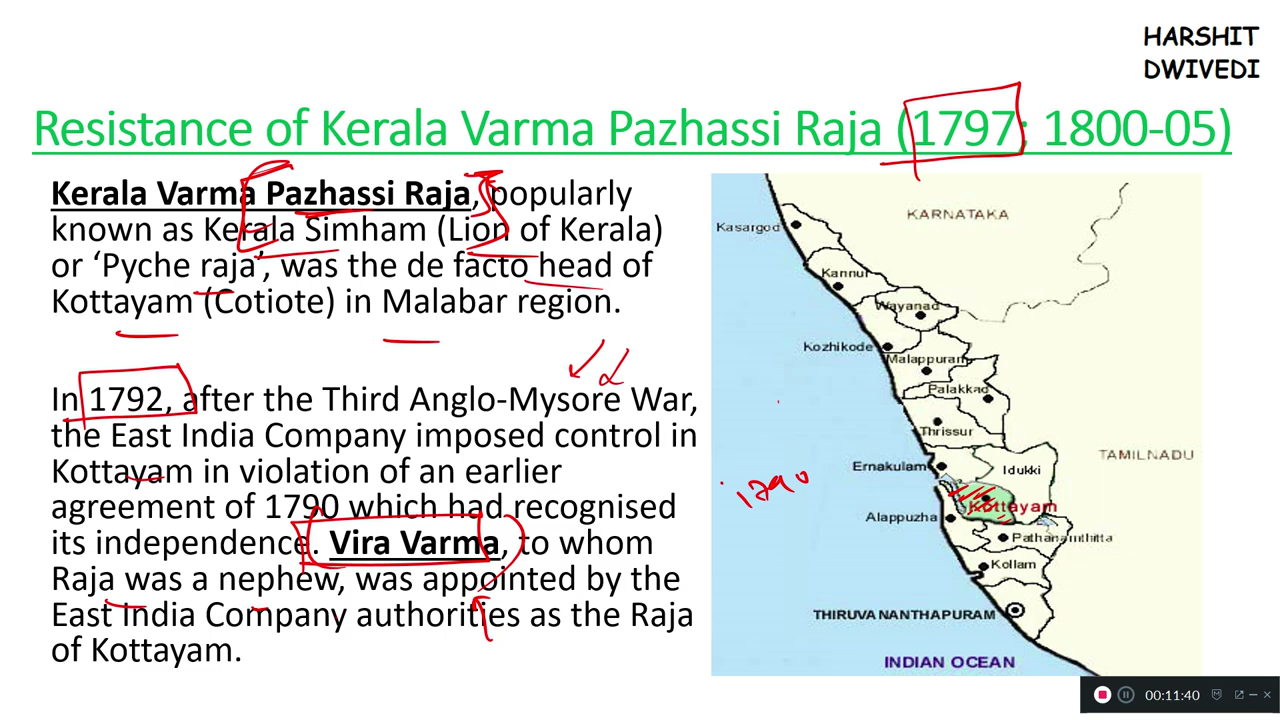 HARSHIT
DWIVEDI
Resistance of Kerala Varma Pazhassi Raja (1797; 1800-05)
Kerala Varma Pazhassi Raja, popularly
known as Kerala Simham (Lion of Kerala)
or ‘Pyche raja’, was the de facto head of
Kottayam (Cotiote) in Malabar region.
In 1792, after the Third Anglo-Mysore War,
the East India Company imposed control in
Kottayam in violation of an earlier
agreement of 1790 which had recognised
its independence. Vira Varma, to whom
Raja was a nephew, was appointed by the
East India Company authorities as the Raja
of Kottayam.
KARNATAKA
Kasargod
Kannur
Wayanad
Kozhikode
Malappuram
Palakkad
Thrissur
TAMILNADU
Ernakulam
Idukki
1790
Kottayam
Alappuzha
Pathanamthitta
Kollam
THIRUVANANTHAPURAM
INDIAN OCEAN
00:11:40